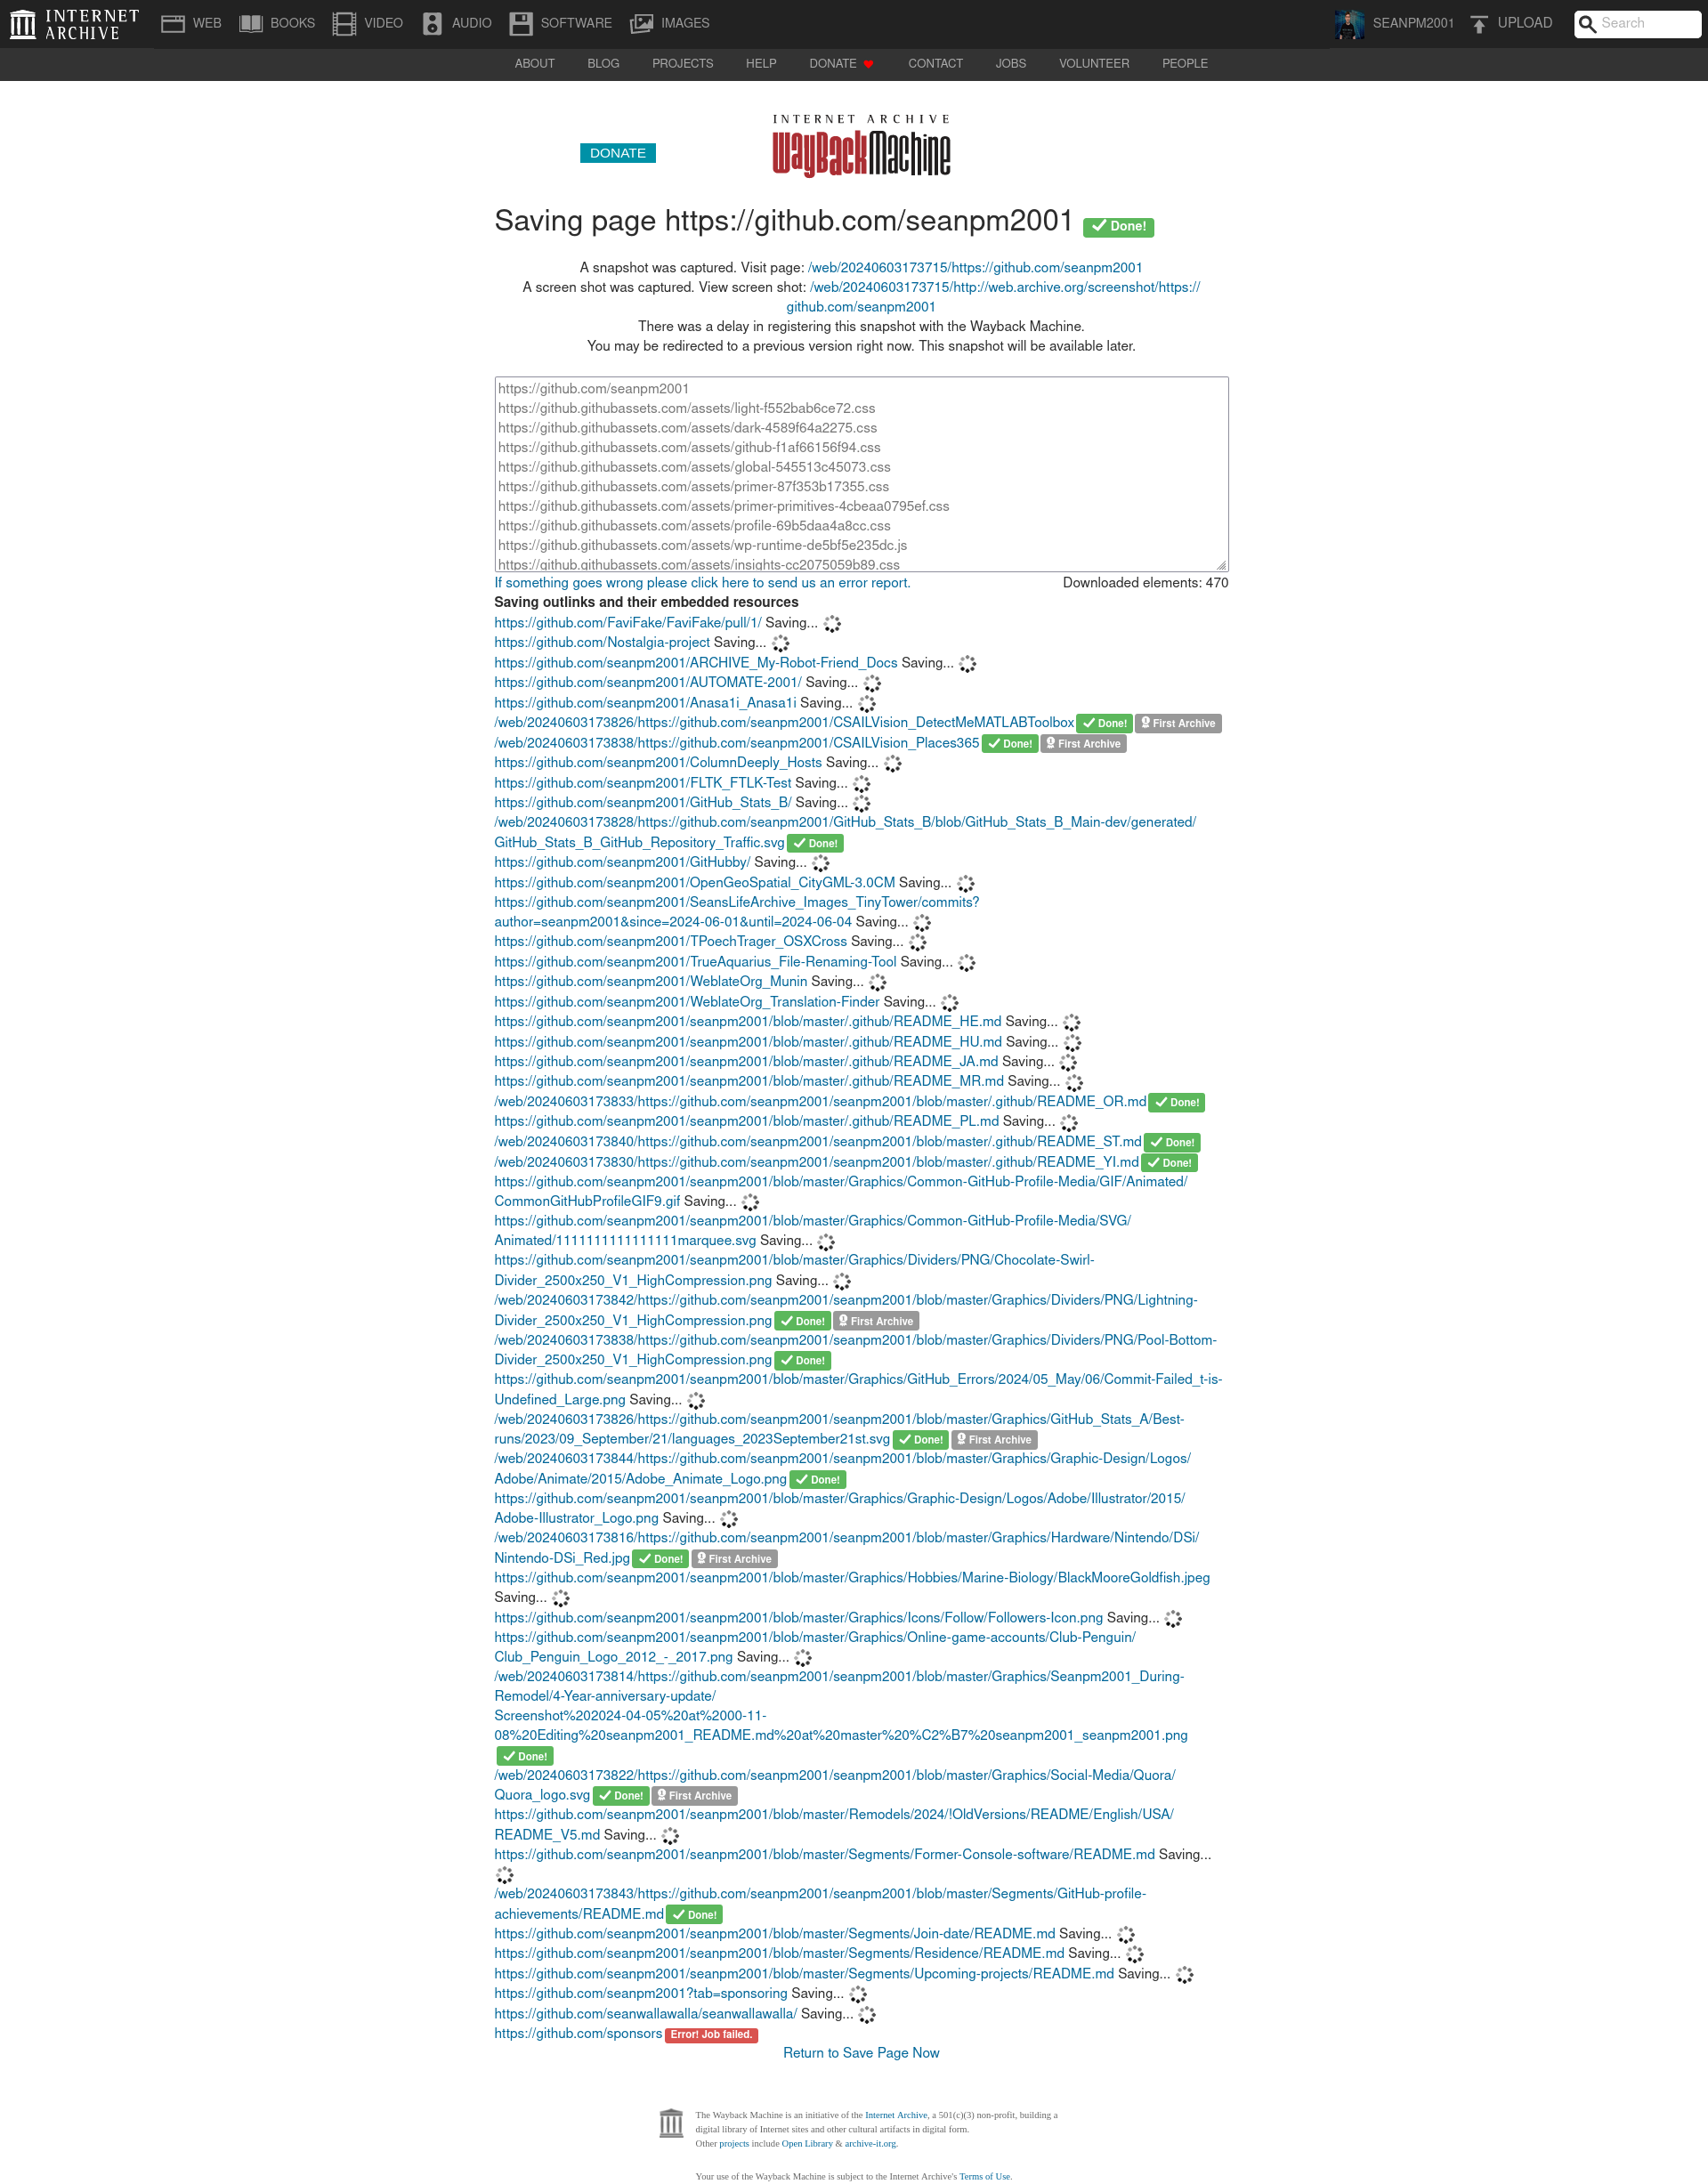 INTERNET ARCHIVE WEB BOOKS VIDEO AUDIO SOFTWARE IMAGES SEANPM2001 UPLOAD Search
ABOUT BLOG PROJECTS HELP DONATE CONTACT JOBS VOLUNTEER PEOPLE
INTERNET ARCHIVE
DONATE WayBackMachine
Saving page https://github.com/seanpm2001 Done!
A snapshot was captured. Visit page: /web/20240603173715/https://github.com/seanpm2001
A screen shot was captured. View screen shot: /web/20240603173715/http://web.archive.org/screenshot/https://
github.com/seanpm2001
There was a delay in registering this snapshot with the Wayback Machine.
You may be redirected to a previous version right now. This snapshot will be available later.
https://github.com/seanpm2001
https://github.githubassets.com/assets/light-f552bab6ce72.css
https://github.githubassets.com/assets/dark-4589f64a2275.css
https://github.githubassets.com/assets/github-f1af66156f94.css
https://github.githubassets.com/assets/global-545513c45073.css
https://github.githubassets.com/assets/primer-87f353b17355.css
https://github.githubassets.com/assets/primer-primitives-4cbeaa0795ef.css
https://github.githubassets.com/assets/profile-69b5daa4a8cc.css
https://github.githubassets.com/assets/wp-runtime-de5bf5e235dc.js
https://github.githubassets.com/assets/insights-cc2075059b89.css
If something goes wrong please click here to send us an error report. Downloaded elements: 470
Saving outlinks and their embedded resources
https://github.com/FaviFake/FaviFake/pull/1/ Saving...
https://github.com/Nostalgia-project Saving...
https://github.com/seanpm2001/ARCHIVE_My-Robot-Friend_Docs Saving...
https://github.com/seanpm2001/AUTOMATE-2001/ Saving...
https://github.com/seanpm2001/Anasa1i_Anasa1i Saving...
/web/20240603173826/https://github.com/seanpm2001/CSAILVision_DetectMeMATLABToolbox Done! First Archive
/web/20240603173838/https://github.com/seanpm2001/CSAILVision_Places365 Done! First Archive
https://github.com/seanpm2001/ColumnDeeply_Hosts Saving...
https://github.com/seanpm2001/FLTK_FTLK-Test Saving...
https://github.com/seanpm2001/GitHub_Stats_B/ Saving...
/web/20240603173828/https://github.com/seanpm2001/GitHub_Stats_B/blob/GitHub_Stats_B_Main-dev/generated/
GitHub_Stats_B_GitHub_Repository_Traffic.svg Done!
https://github.com/seanpm2001/GitHubby/ Saving...
https://github.com/seanpm2001/OpenGeoSpatial_CityGML-3.0CM Saving...
https://github.com/seanpm2001/SeansLifeArchive_Images_TinyTower/commits?
author=seanpm2001&since=2024-06-01&until=2024-06-04 Saving...
https://github.com/seanpm2001/TPoechTrager_OSXCross Saving...
https://github.com/seanpm2001/TrueAquarius_File-Renaming-Tool Saving...
https://github.com/seanpm2001/WeblateOrg_Munin Saving...
https://github.com/seanpm2001/WeblateOrg_Translation-Finder Saving...
https://github.com/seanpm2001/seanpm2001/blob/master/.github/README_HE.md Saving...
https://github.com/seanpm2001/seanpm2001/blob/master/.github/README_HU.md Saving...
https://github.com/seanpm2001/seanpm2001/blob/master/.github/README_JA.md Saving...
https://github.com/seanpm2001/seanpm2001/blob/master/.github/README_MR.md Saving...
/web/20240603173833/https://github.com/seanpm2001/seanpm2001/blob/master/.github/README_OR.md Done!
https://github.com/seanpm2001/seanpm2001/blob/master/.github/README_PL.md Saving...
/web/20240603173840/https://github.com/seanpm2001/seanpm2001/blob/master/.github/README_ST.md Done!
/web/20240603173830/https://github.com/seanpm2001/seanpm2001/blob/master/.github/README_YI.md Done!
https://github.com/seanpm2001/seanpm2001/blob/master/Graphics/Common-GitHub-Profile-Media/GIF/Animated/
CommonGitHubProfileGIF9.gif Saving...
https://github.com/seanpm2001/seanpm2001/blob/master/Graphics/Common-GitHub-Profile-Media/SVG/
Animated/1111111111111111marquee.svg Saving...
https://github.com/seanpm2001/seanpm2001/blob/master/Graphics/Dividers/PNG/Chocolate-Swirl-
Divider_2500x250_V1_HighCompression.png Saving...
/web/20240603173842/https://github.com/seanpm2001/seanpm2001/blob/master/Graphics/Dividers/PNG/Lightning-
Divider_2500x250_V1_HighCompression.png Done! First Archive
/web/20240603173838/https://github.com/seanpm2001/seanpm2001/blob/master/Graphics/Dividers/PNG/Pool-Bottom-
Divider_2500x250_V1_HighCompression.png Done!
https://github.com/seanpm2001/seanpm2001/blob/master/Graphics/GitHub_Errors/2024/05_May/06/Commit-Failed_t-is-
Undefined_Large.png Saving...
/web/20240603173826/https://github.com/seanpm2001/seanpm2001/blob/master/Graphics/GitHub_Stats_A/Best-
runs/2023/09_September/21/languages_2023September21st.svg Done! First Archive
/web/20240603173844/https://github.com/seanpm2001/seanpm2001/blob/master/Graphics/Graphic-Design/Logos/
Adobe/Animate/2015/Adobe_Animate_Logo.png Done!
https://github.com/seanpm2001/seanpm2001/blob/master/Graphics/Graphic-Design/Logos/Adobe/Illustrator/2015/
Adobe-Illustrator_Logo.png Saving...
/web/20240603173816/https://github.com/seanpm2001/seanpm2001/blob/master/Graphics/Hardware/Nintendo/DSi/
Nintendo-DSi_Red.jpg Done! First Archive
https://github.com/seanpm2001/seanpm2001/blob/master/Graphics/Hobbies/Marine-Biology/BlackMooreGoldfish.jpeg
Saving...
https://github.com/seanpm2001/seanpm2001/blob/master/Graphics/Icons/Follow/Followers-Icon.png Saving...
https://github.com/seanpm2001/seanpm2001/blob/master/Graphics/Online-game-accounts/Club-Penguin/
Club_Penguin_Logo_2012_-_2017.png Saving...
/web/20240603173814/https://github.com/seanpm2001/seanpm2001/blob/master/Graphics/Seanpm2001_During-
Remodel/4-Year-anniversary-update/
Screenshot%202024-04-05%20at%2000-11-
08%20Editing%20seanpm2001_README.md%20at%20master%20%C2%B7%20seanpm2001_seanpm2001.png
Done!
/web/20240603173822/https://github.com/seanpm2001/seanpm2001/blob/master/Graphics/Social-Media/Quora/
Quora_logo.svg Done! First Archive
https://github.com/seanpm2001/seanpm2001/blob/master/Remodels/2024/!OldVersions/README/English/USA/
README_V5.md Saving...
https://github.com/seanpm2001/seanpm2001/blob/master/Segments/Former-Console-software/README.md Saving...
/web/20240603173843/https://github.com/seanpm2001/seanpm2001/blob/master/Segments/GitHub-profile-
achievements/README.md Done!
https://github.com/seanpm2001/seanpm2001/blob/master/Segments/Join-date/README.md Saving...
https://github.com/seanpm2001/seanpm2001/blob/master/Segments/Residence/README.md Saving...
https://github.com/seanpm2001/seanpm2001/blob/master/Segments/Upcoming-projects/README.md Saving...
https://github.com/seanpm2001?tab=sponsoring Saving...
https://github.com/seanwallawalla/seanwallawalla/ Saving...
https://github.com/sponsors Error! Job failed.
Return to Save Page Now
The Wayback Machine is an initiative of the Internet Archive, a 501(c)(3) non-profit, building a
digital library of Internet sites and other cultural artifacts in digital form.
Other projects include Open Library & archive-it.org.
Your use of the Wayback Machine is subject to the Internet Archive's Terms of Use.